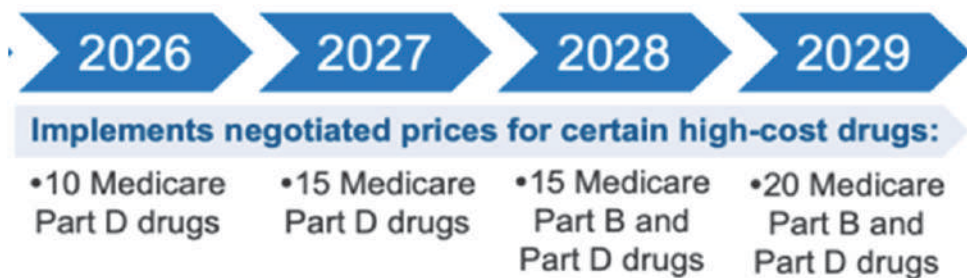 2026 2027 2028 2029
Implements negotiated prices for certain high-cost drugs:
•10 Medicare
Part D drugs
•15 Medicare
Part D drugs
•15 Medicare
Part B and
Part D drugs
•20 Medicare
Part B and
Part D drugs